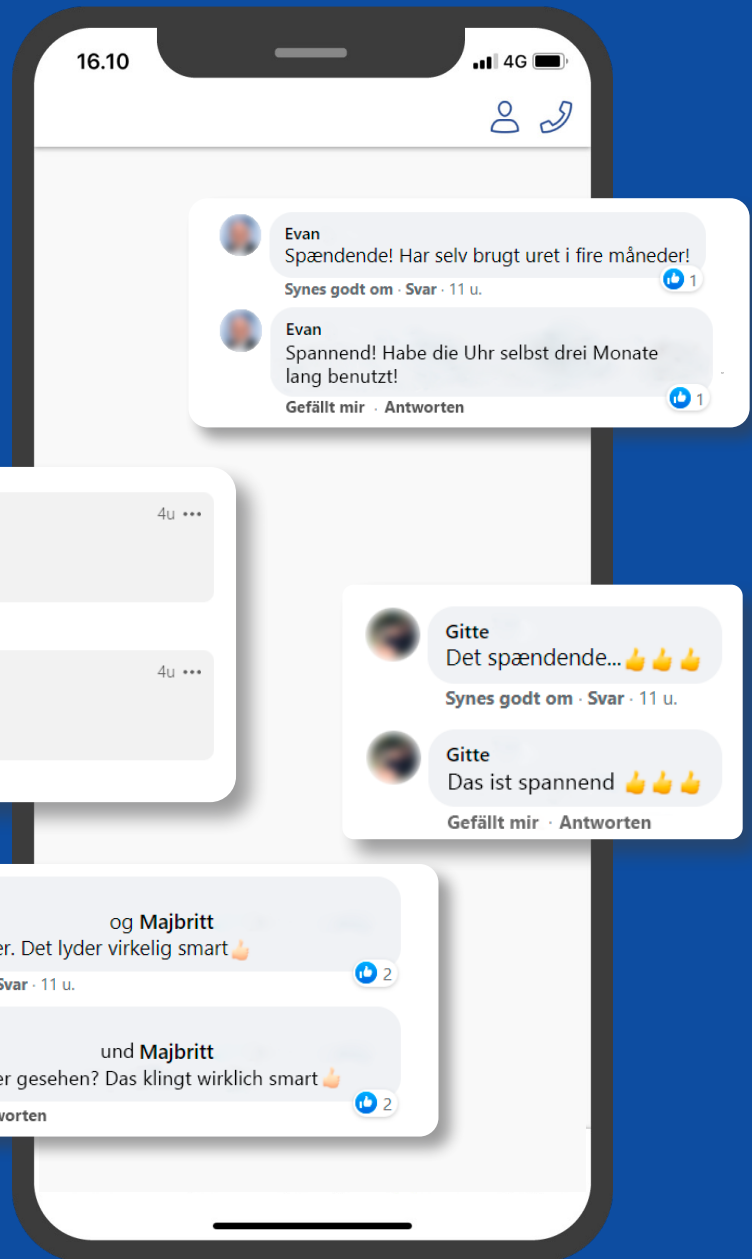 16.10
4G
Evan
Spændende! Har selv brugt uret i fire måneder!
1
Synes godt om · Svar · 11 u.
Evan
Spannend! Habe die Uhr selbst drei Monate
lang benutzt!
1
Gefällt mir · Antworten
4u •••
4u •••
Gitte
Det spændende...👍👍👍
Synes godt om · Svar · 11 u.
Gitte
Das ist spannend 👍👍👍
Gefällt mir · Antworten
og Majbritt
er. Det lyder virkelig smart👍
2
Svar · 11 u.
und Majbritt
er gesehen? Das klingt wirklich smart👍
2
worten